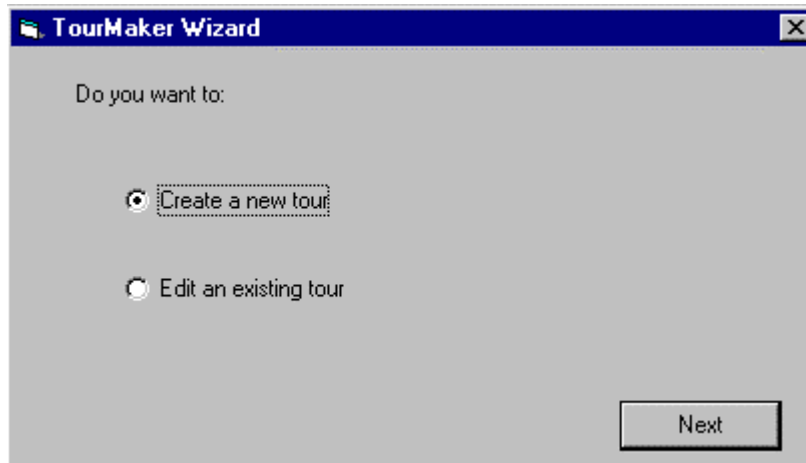 TourMaker Wizard
Do you want to:
Create a new tour
Edit an existing tour
Next